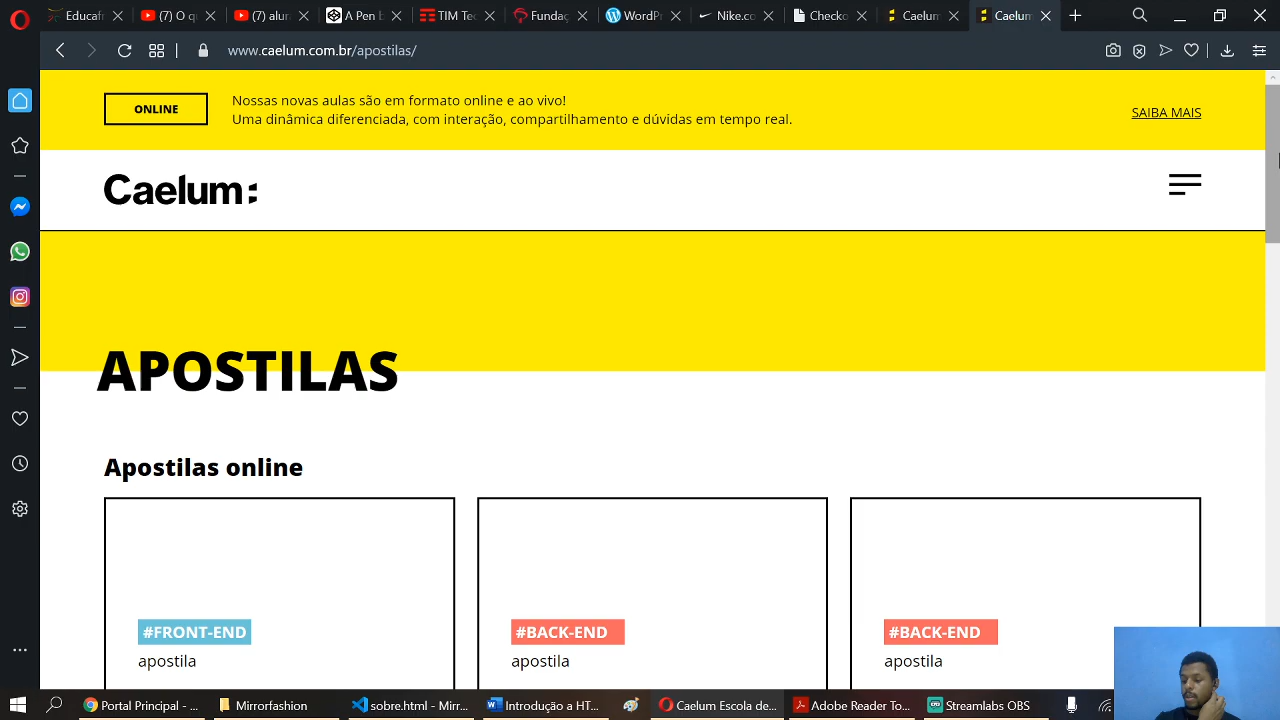 Educafr
(7) O qu
(7) alun
A Pen b
TIM Tec
Fundaç
WordPr
Nike.co
Checko
Caelum
Caelum
www.caelum.com.br/apostilas/
ONLINE
Nossas novas aulas são em formato online e ao vivo!
Uma dinâmica diferenciada, com interação, compartilhamento e dúvidas em tempo real.
SAIBA MAIS
Caelum:
APOSTILAS
Apostilas online
#FRONT-END
apostila
#BACK-END
apostila
#BACK-END
apostila
Portal Principal - ...
Mirrorfashion
sobre.html - Mirr...
Introdução a HT...
Caelum Escola de...
Adobe Reader To...
Streamlabs OBS